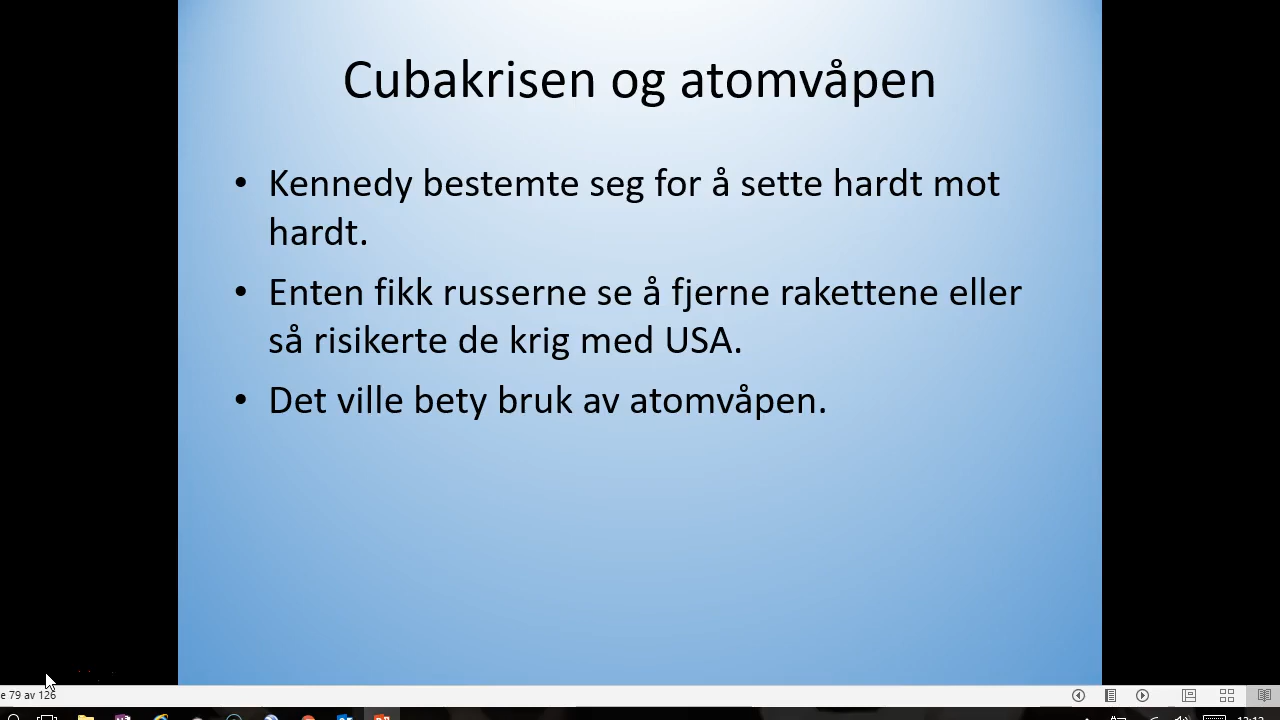 Cubakrisen og atomvåpen
• Kennedy bestemte seg for å sette hardt mot
hardt.
• Enten fikk russerne se å fjerne rakettene eller
så risikerte de krig med USA.
• Det ville bety bruk av atomvåpen.
e 79 av 126